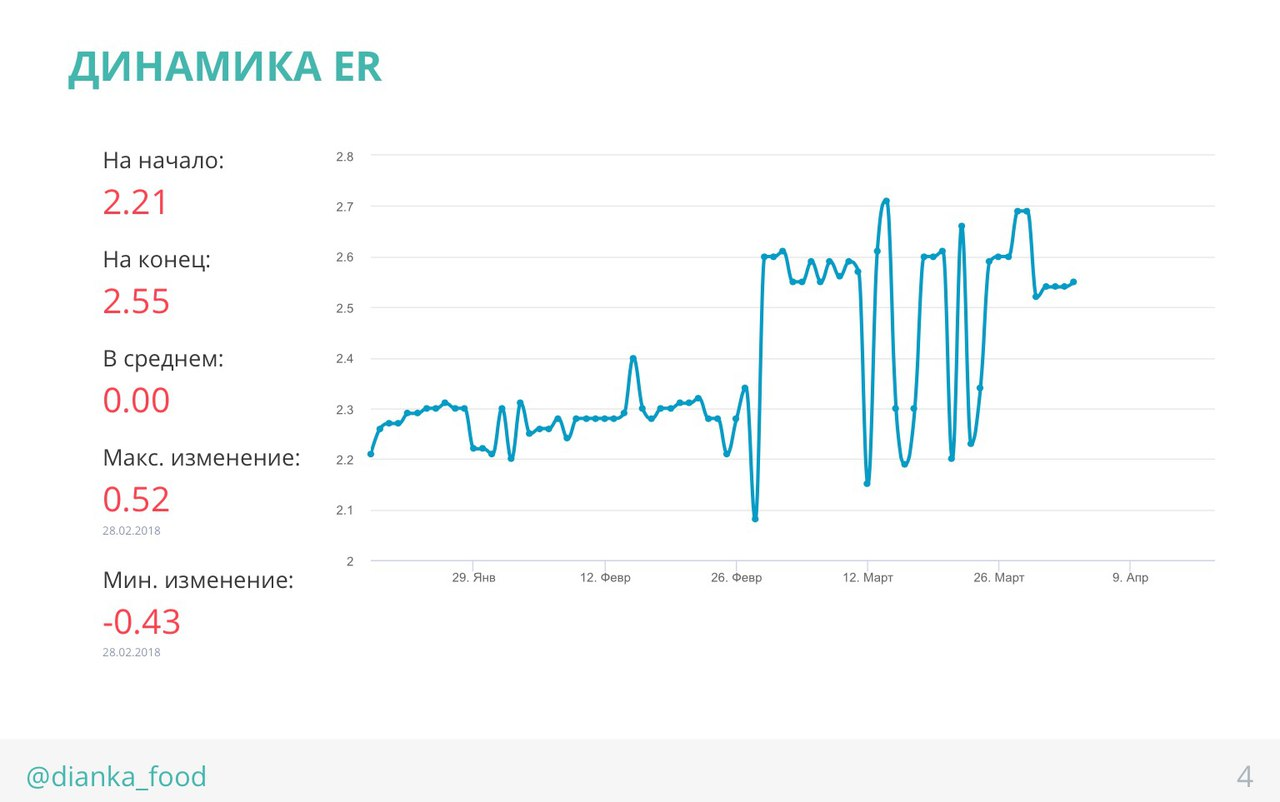 ДИНАМИКА ER
На начало:
2.21
На конец:
2.55
В среднем:
0.00
Макс. изменение:
0.52
28.02.2018
Мин. изменение:
-0.43
28.02.2018
2.8
2.7
2.6
2.5
2.4
2.3
2.2
2.1
2
29. Янв 12. Февр 26. Февр 12. Март 26. Март 9. Апр
@dianka_food 4